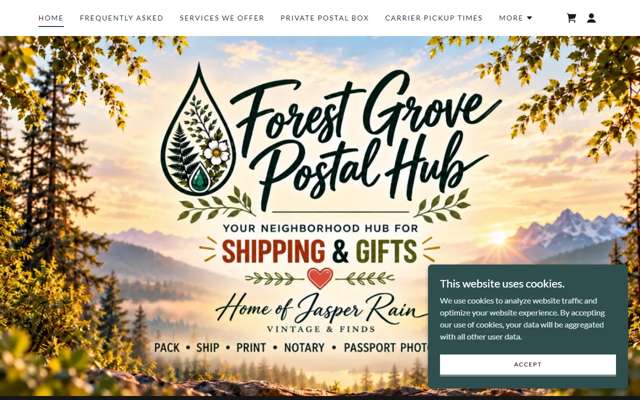 HOME FREQUENTLY ASKED SERVICES WE OFFER PRIVATE POSTAL BOX CARRIER PICKUP TIMES MORE
Forest Grove
Postal Hub
YOUR NEIGHBORHOOD HUB FOR
SHIPPING & GIFTS
Home of Jasper Rain
VINTAGE & FINDS
PACK • SHIP • PRINT • NOTARY • PASSPORT PHOTO
This website uses cookies.
We use cookies to analyze website traffic and
optimize your website experience. By accepting
our use of cookies, your data will be aggregated
with all other user data.
ACCEPT